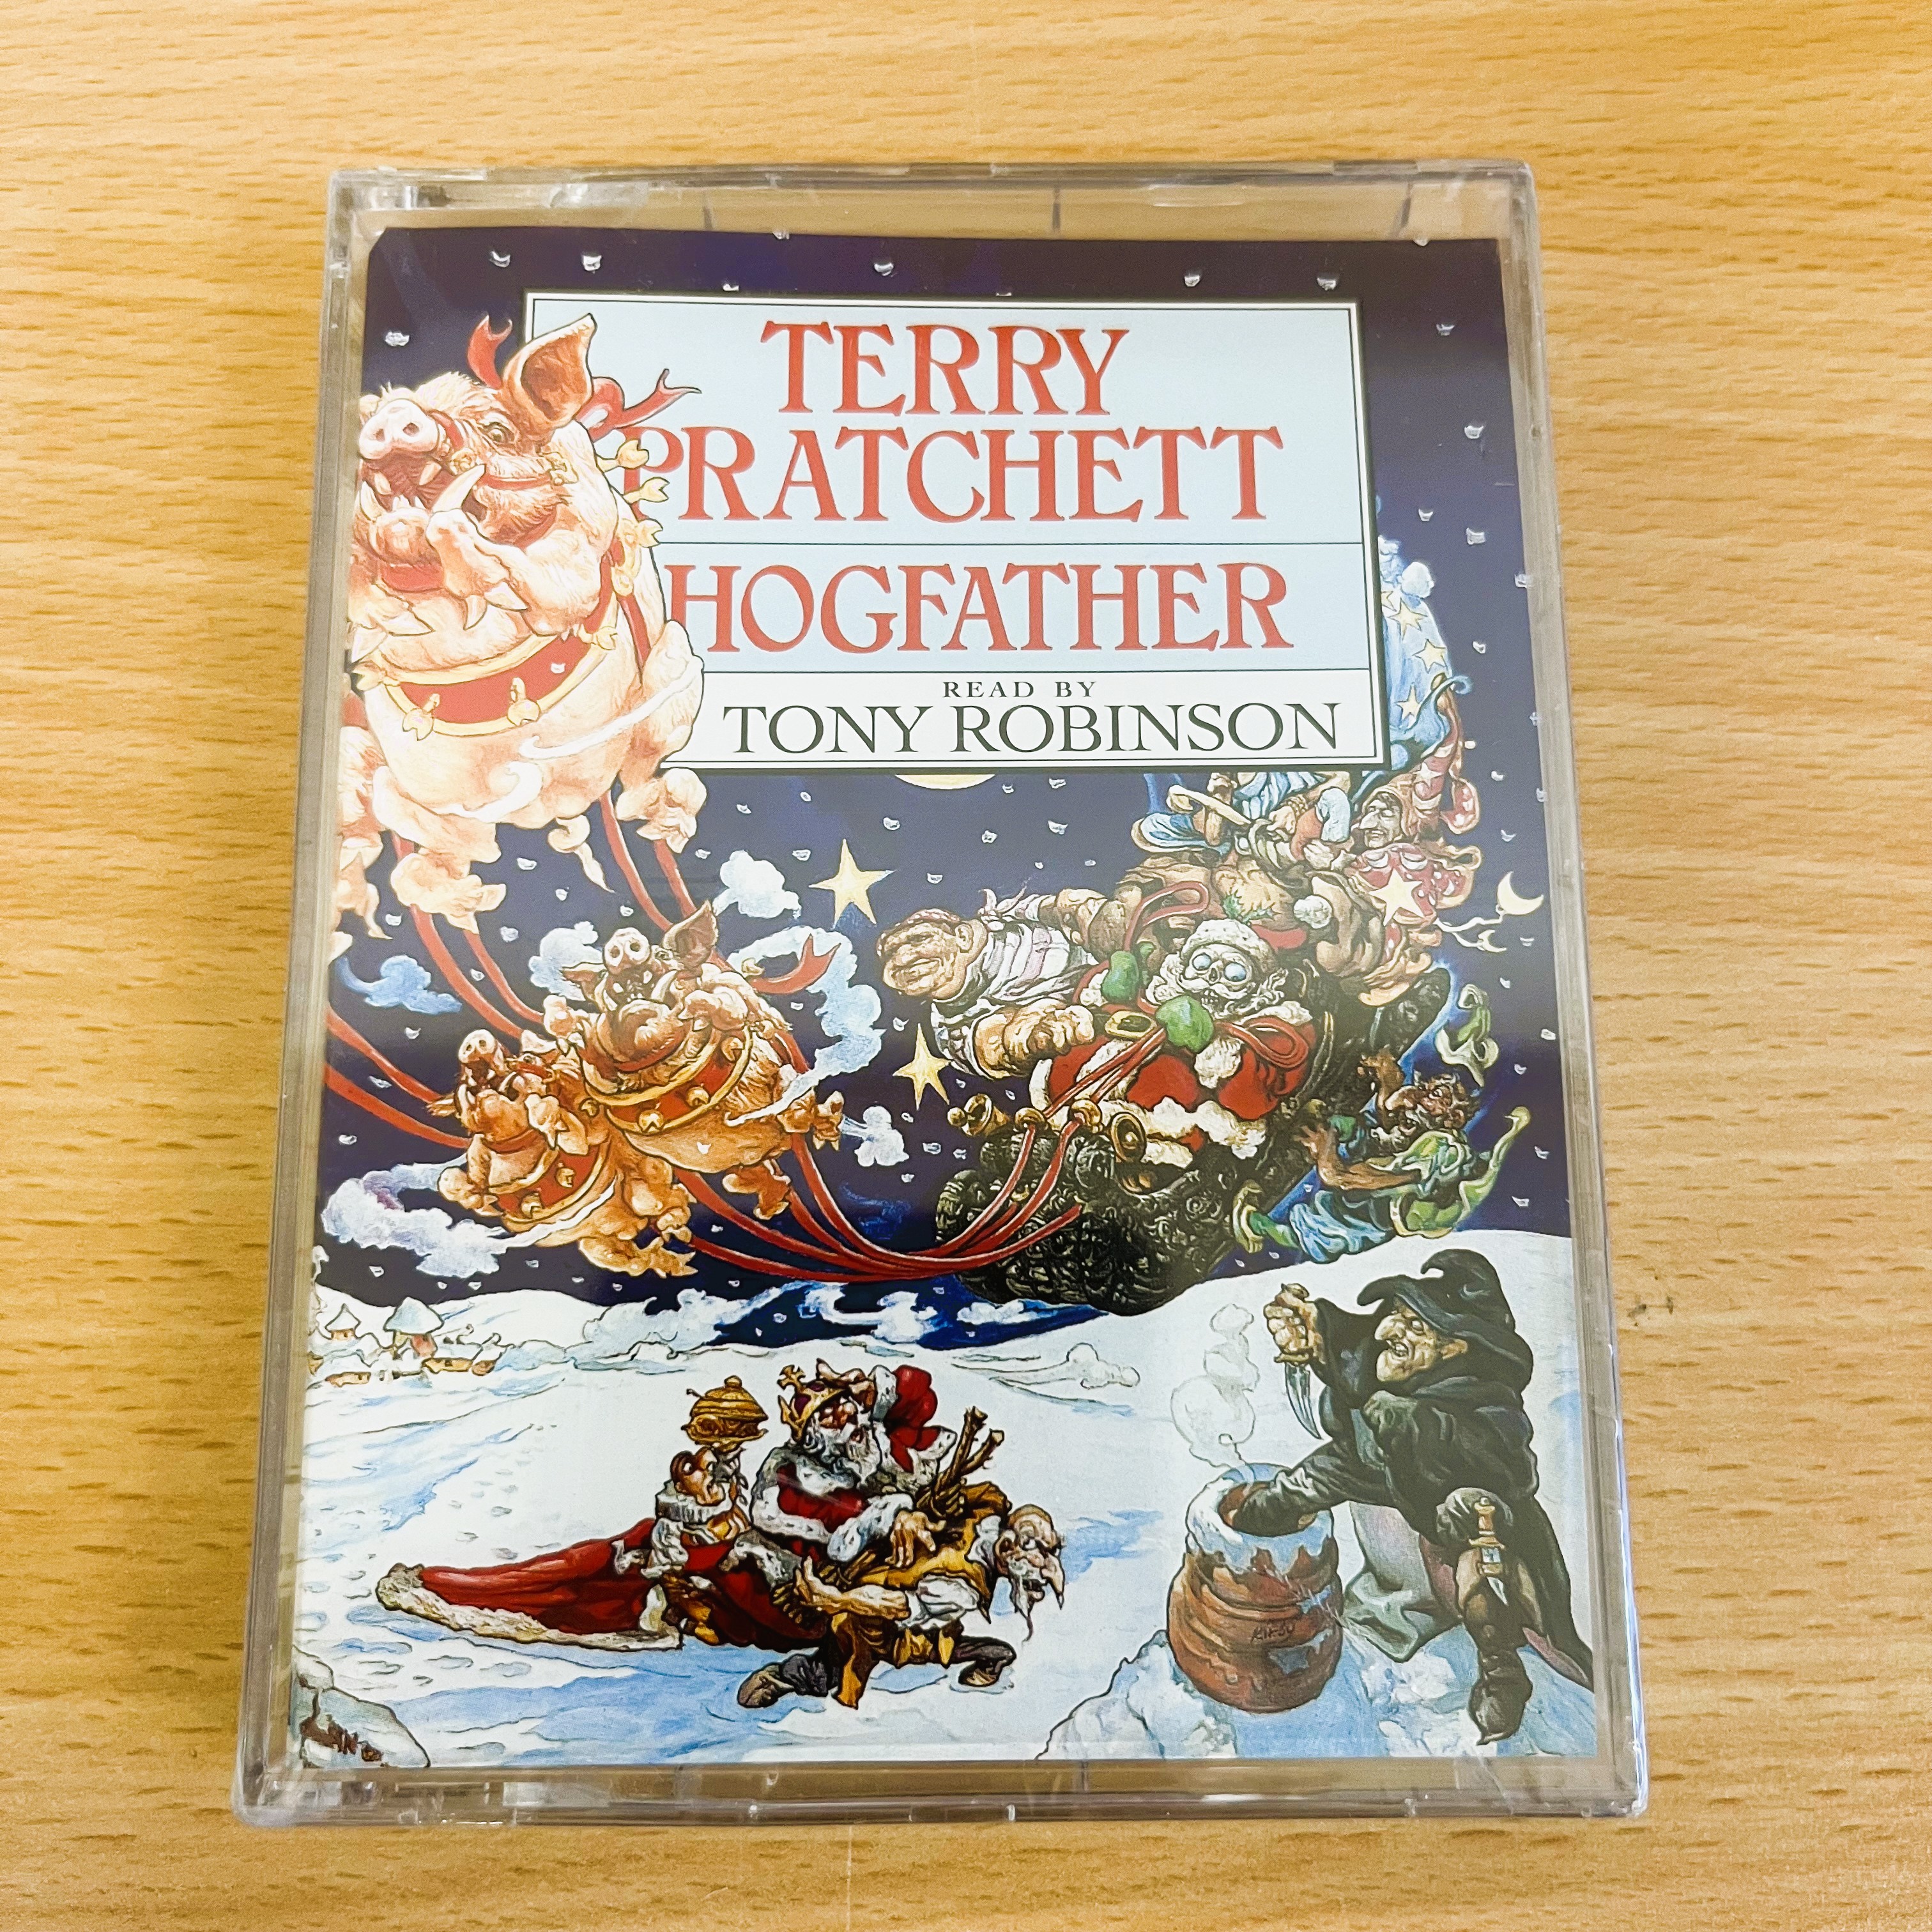 TERRY
PRATCHETT
HOGFATHER
READ BY
TONY ROBINSON